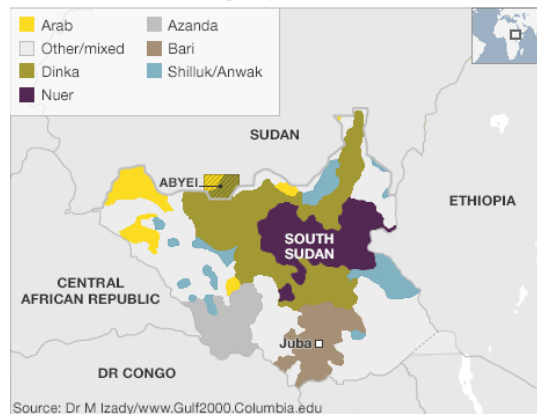 Arab
Azanda
Other/mixed
Bari
Dinka
Shilluk/Anwak
Nuer
SUDAN
ABYEI
ETHIOPIA
SOUTH
SUDAN
CENTRAL
AFRICAN REPUBLIC
Juba
DR CONGO
Source: Dr M Izady/www.Gulf2000.Columbia.edu